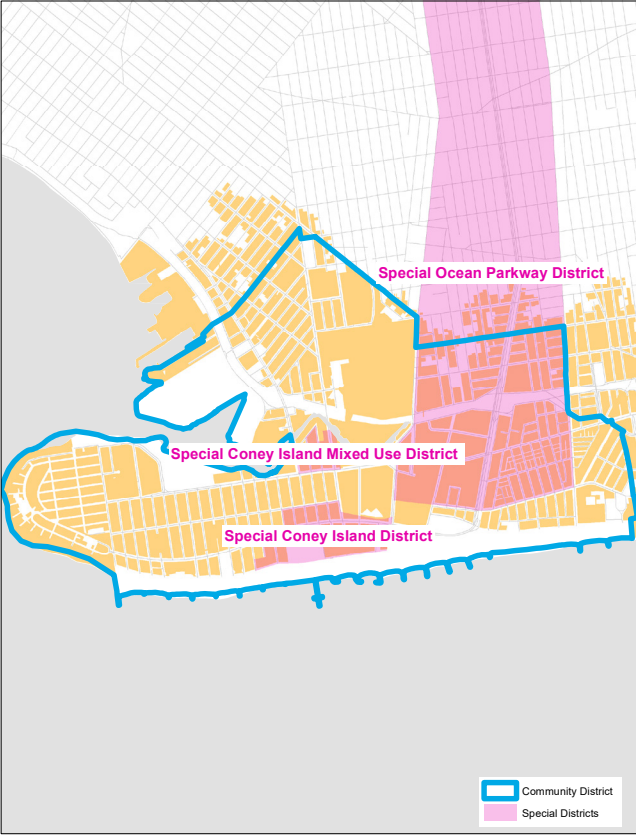 Special Ocean Parkway District
Special Coney Island Mixed Use District
Special Coney Island District
Community District
Special Districts